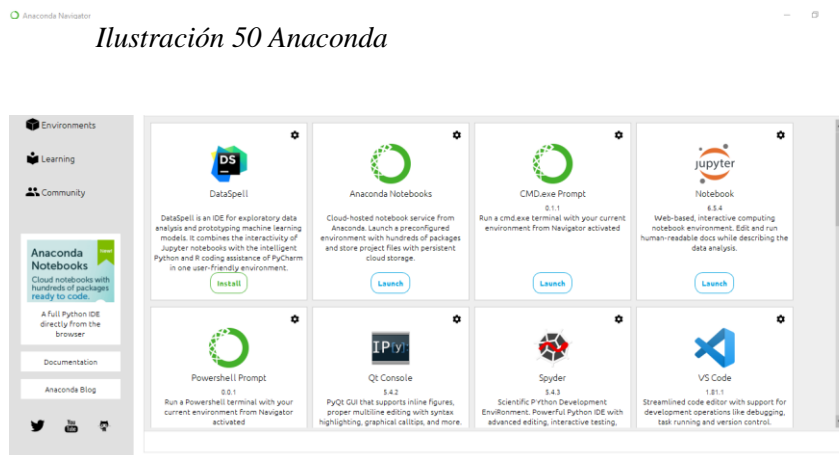 Anaconda Navigator
Ilustración 50 Anaconda
Environments
Learning
Community
Anaconda
Notebooks
new!
Cloud notebooks with
hundreds of packages
ready to code.
A full Python IDE
directly from the
browser
Documentation
Anaconda Blog
You
Tube
DS
DataSpell
DataSpell is an IDE for exploratory data
analysis and prototyping machine learning
models. It combines the interactivity of
Jupyter notebooks with the intelligent
Python and R coding assistance of PyCharm
in one user-friendly environment.
Install
Anaconda Notebooks
Cloud-hosted notebook service from
Anaconda. Launch a preconfigured
environment with hundreds of packages
and store project files with persistent
cloud storage.
Launch
CMD.exe Prompt
0.1.1
Run a cmd.exe terminal with your current
environment from Navigator activated
Launch
jupyter
Notebook
6.5.4
Web-based, interactive computing
notebook environment. Edit and run
human-readable docs while describing the
data analysis.
Launch
Powershell Prompt
0.0.1
Run a Powershell terminal with your
current environment from Navigator
activated
IP[y]:
Qt Console
5.4.2
PyQt GUI that supports inline figures,
proper multiline editing with syntax
highlighting, graphical calltips, and more.
Spyder
5.4.3
Scientific PYthon Development
EnviRonment. Powerful Python IDE with
advanced editing, interactive testing,
VS Code
1.81.1
Streamlined code editor with support for
development operations like debugging,
task running and version control.